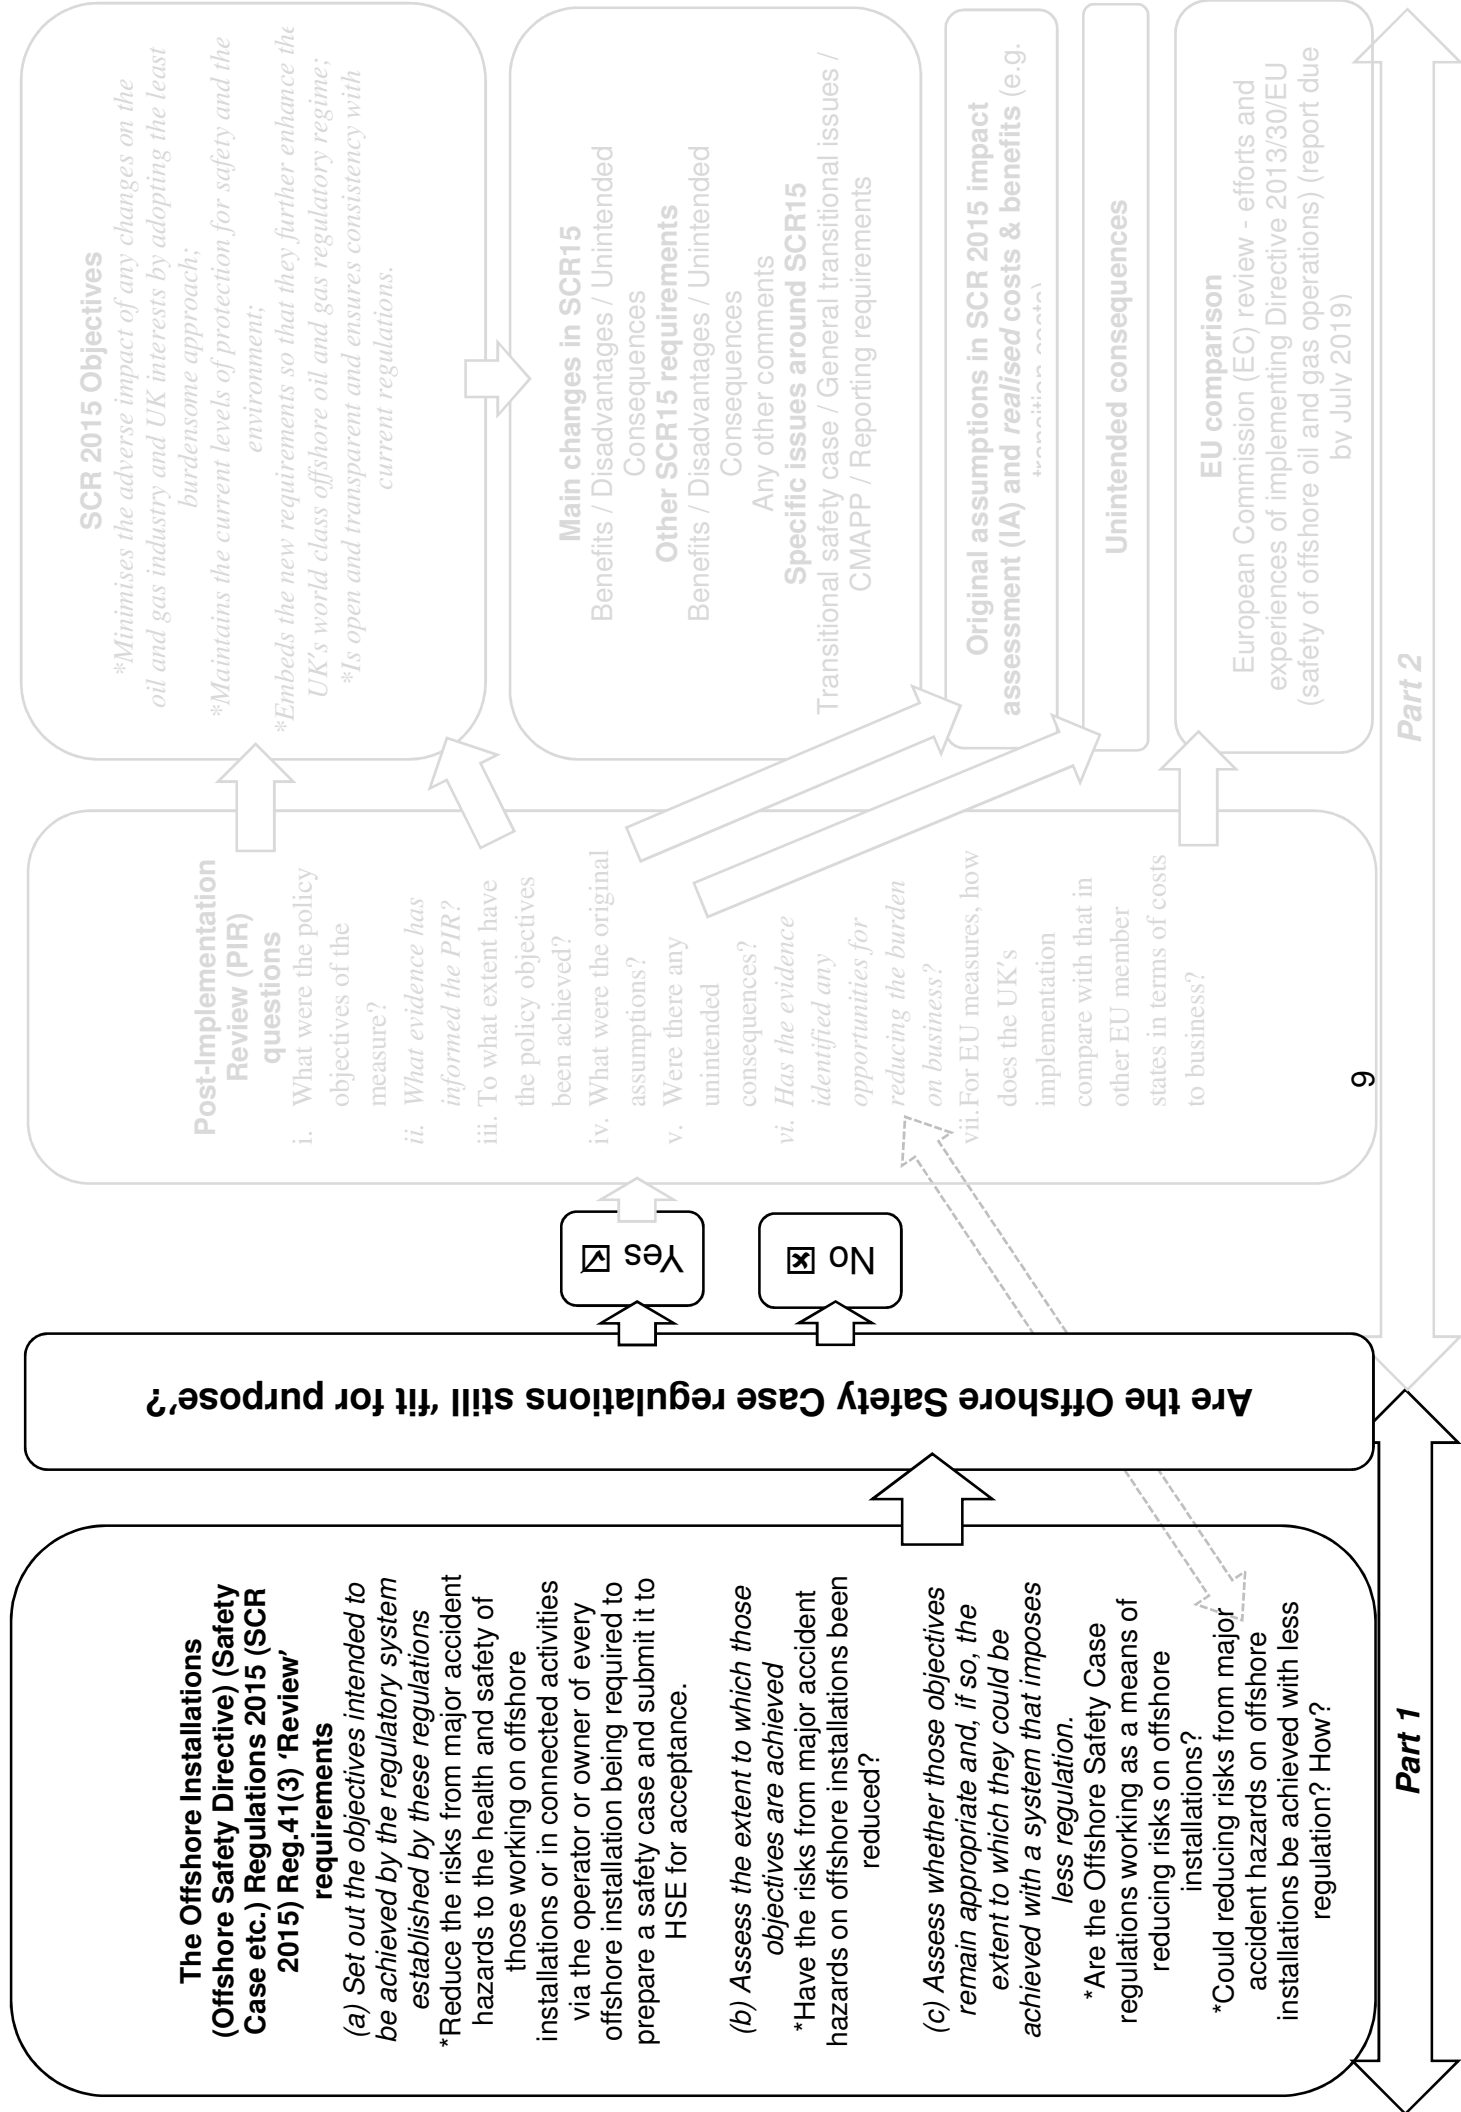 The Offshore Installations
(Offshore Safety Directive) (Safety
Case etc.) Regulations 2015 (SCR
2015) Reg.41(3) ‘Review’
requirements
(a) Set out the objectives intended to
be achieved by the regulatory system
established by these regulations
*Reduce the risks from major accident
hazards to the health and safety of
those working on offshore
installations or in connected activities
via the operator or owner of every
offshore installation being required to
prepare a safety case and submit it to
HSE for acceptance.
(b) Assess the extent to which those
objectives are achieved
*Have the risks from major accident
hazards on offshore installations been
reduced?
(c) Assess whether those objectives
remain appropriate and, if so, the
extent to which they could be
achieved with a system that imposes
less regulation.
*Are the Offshore Safety Case
regulations working as a means of
reducing risks on offshore
installations?
*Could reducing risks from major
accident hazards on offshore
installations be achieved with less
regulation? How?
Part 1
Are the Offshore Safety Case regulations still ‘fit for purpose’?
Yes ☑
No ☒
Post-Implementation
Review (PIR)
questions
i. What were the policy
objectives of the
measure?
ii. What evidence has
informed the PIR?
iii. To what extent have
the policy objectives
been achieved?
iv. What were the original
assumptions?
v. Were there any
unintended
consequences?
vi. Has the evidence
identified any
opportunities for
reducing the burden
on business?
vii. For EU measures, how
does the UK's
implementation
compare with that in
other EU member
states in terms of costs
to business?
9
SCR 2015 Objectives
*Minimises the adverse impact of any changes on the
oil and gas industry and UK interests by adopting the least
burdensome approach;
*Maintains the current levels of protection for safety and the
environment;
*Embeds the new requirements so that they further enhance the
UK's world class offshore oil and gas regulatory regime;
*Is open and transparent and ensures consistency with
current regulations.
Main changes in SCR15
Benefits / Disadvantages / Unintended
Consequences
Other SCR15 requirements
Benefits / Disadvantages / Unintended
Consequences
Any other comments
Specific issues around SCR15
Transitional safety case / General transitional issues /
CMAPP / Reporting requirements
Original assumptions in SCR 2015 impact
assessment (IA) and realised costs & benefits (e.g.
Unintended consequences
EU comparison
European Commission (EC) review - efforts and
experiences of implementing Directive 2013/30/EU
(safety of offshore oil and gas operations) (report due
by July 2019)
Part 2